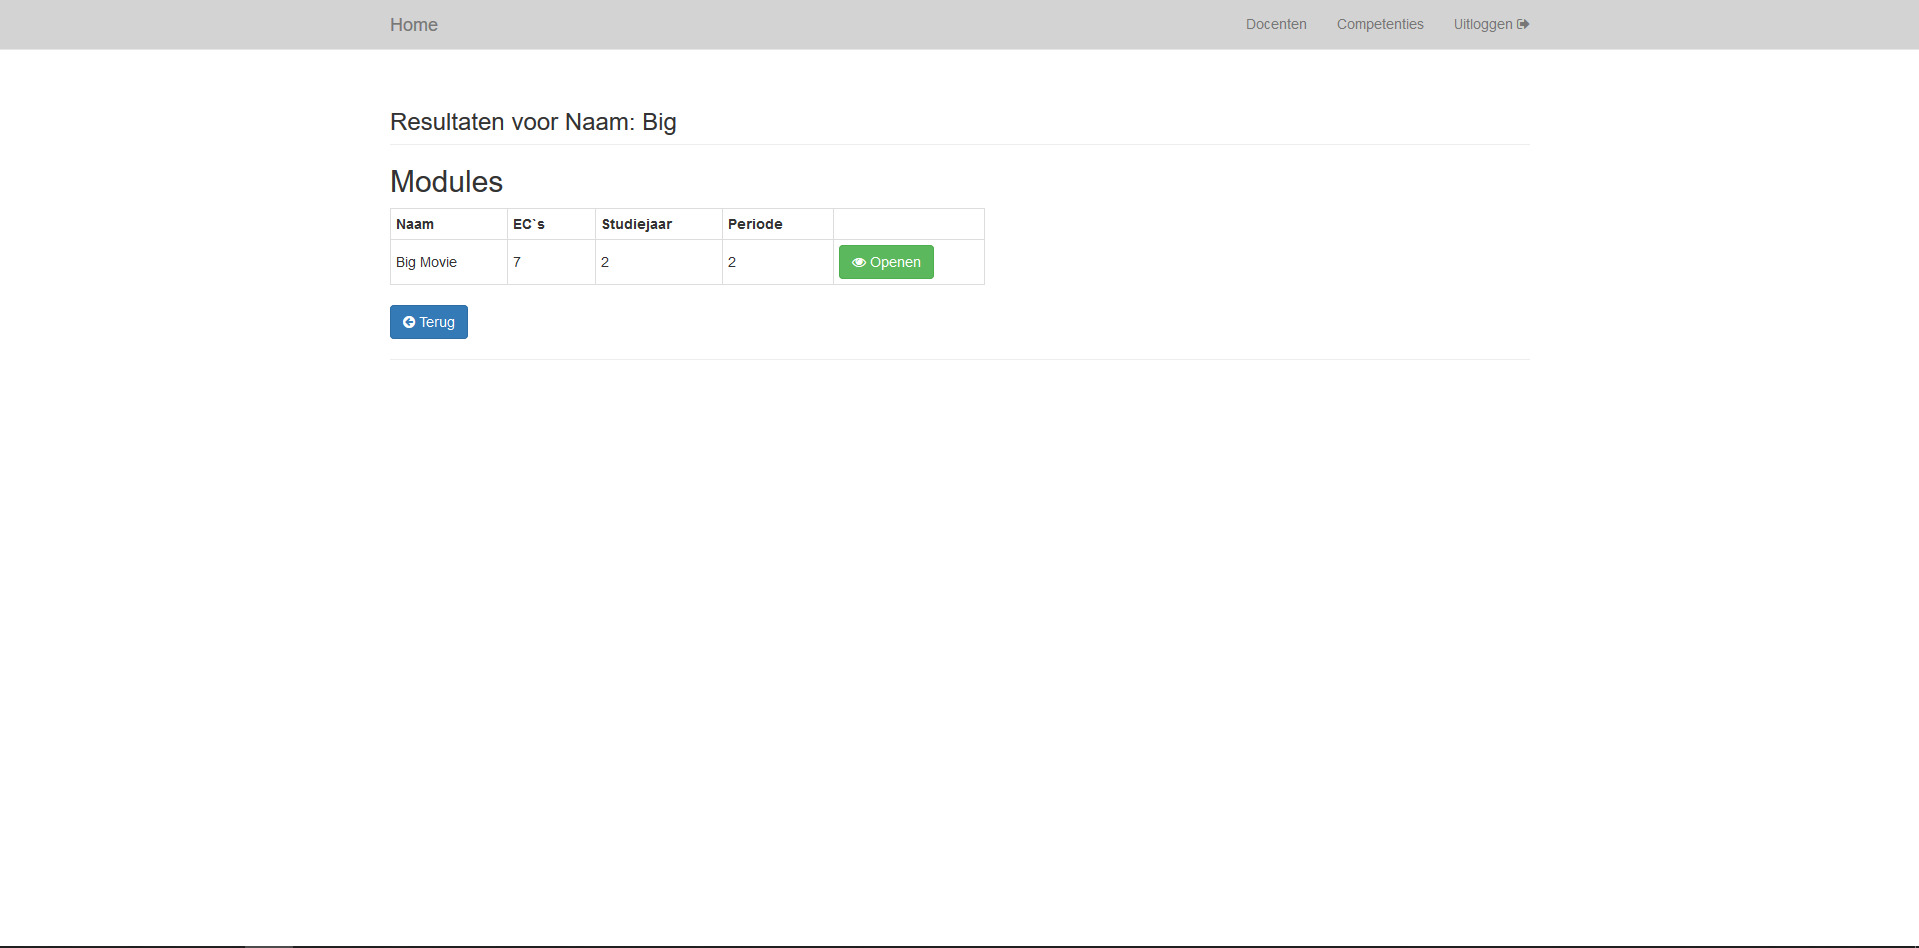 Home Docenten Competenties Uitloggen
Resultaten voor Naam: Big
Modules
Naam EC`s Studiejaar Periode
Big Movie 7 2 2 Openen
Terug